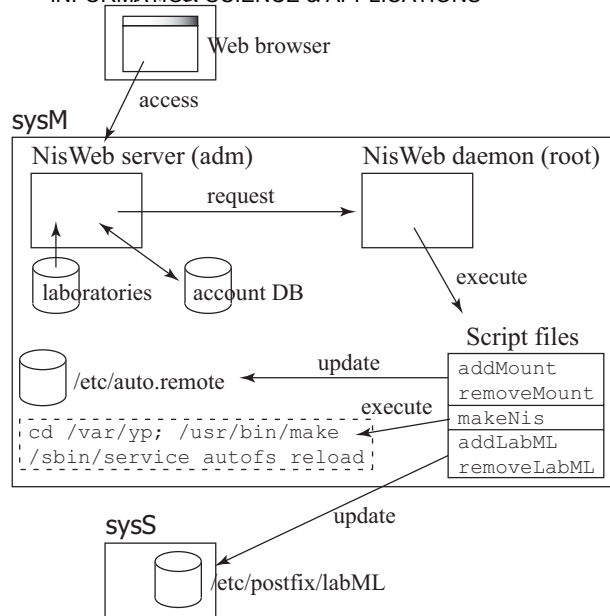 SCIENCE & APPLICATIONS
Web browser
access
sysM
NisWeb server (adm)
NisWeb daemon (root)
request
laboratories
account DB
execute
Script files
update
/etc/auto.remote
addMount
removeMount
execute
makeNis
cd /var/yp; /usr/bin/make
/sbin/service autofs reload
addLabML
removeLabML
update
sysS
/etc/postfix/labML